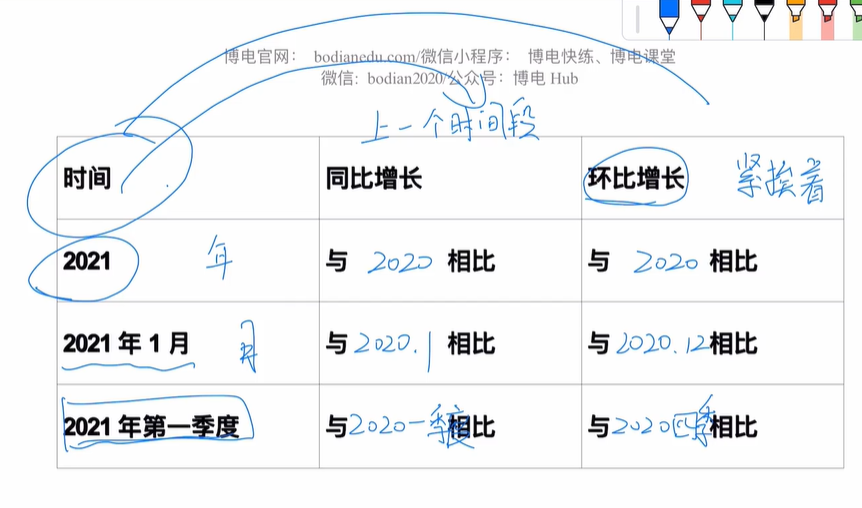 博电官网： bodianedu.com/微信小程序： 博电快练、博电课堂
微信: bodian2020/公众号：博电 Hub
上一个时间段
时间 同比增长 环比增长 紧挨着
2021 年 与 2020 相比 与 2020 相比
2021 年 1 月 月 与 2020.1 相比 与 2020.12 相比
2021 年第一季度 与 2020一季度 相比 与 2020四季 相比